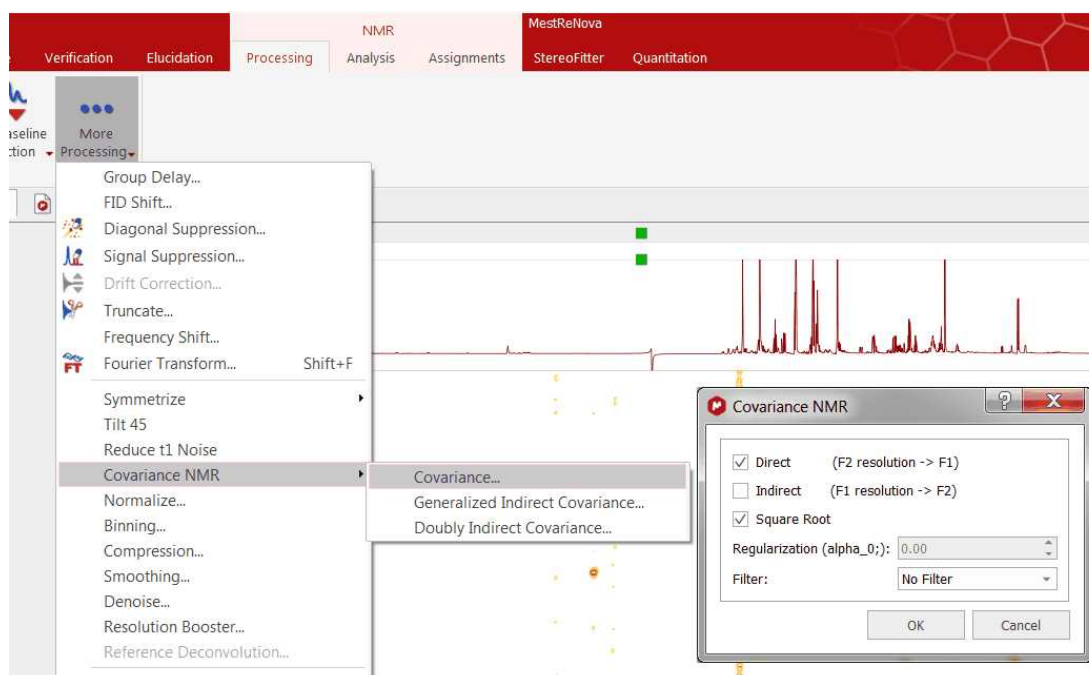 NMR
MestReNova
Verification Elucidation Processing Analysis Assignments StereoFitter Quantitation
More
Processing
Group Delay...
FID Shift...
Diagonal Suppression...
Signal Suppression...
Drift Correction...
Truncate...
Frequency Shift...
Fourier Transform... Shift+F
FT
Symmetrize
Tilt 45
Reduce t1 Noise
Covariance NMR
Normalize...
Binning...
Compression...
Smoothing...
Denoise...
Resolution Booster...
Reference Deconvolution...
Covariance...
Generalized Indirect Covariance...
Doubly Indirect Covariance...
Covariance NMR ? X
Direct (F2 resolution -> F1)
Indirect (F1 resolution -> F2)
Square Root
Regularization (alpha_0;): 0.00
Filter: No Filter
OK Cancel